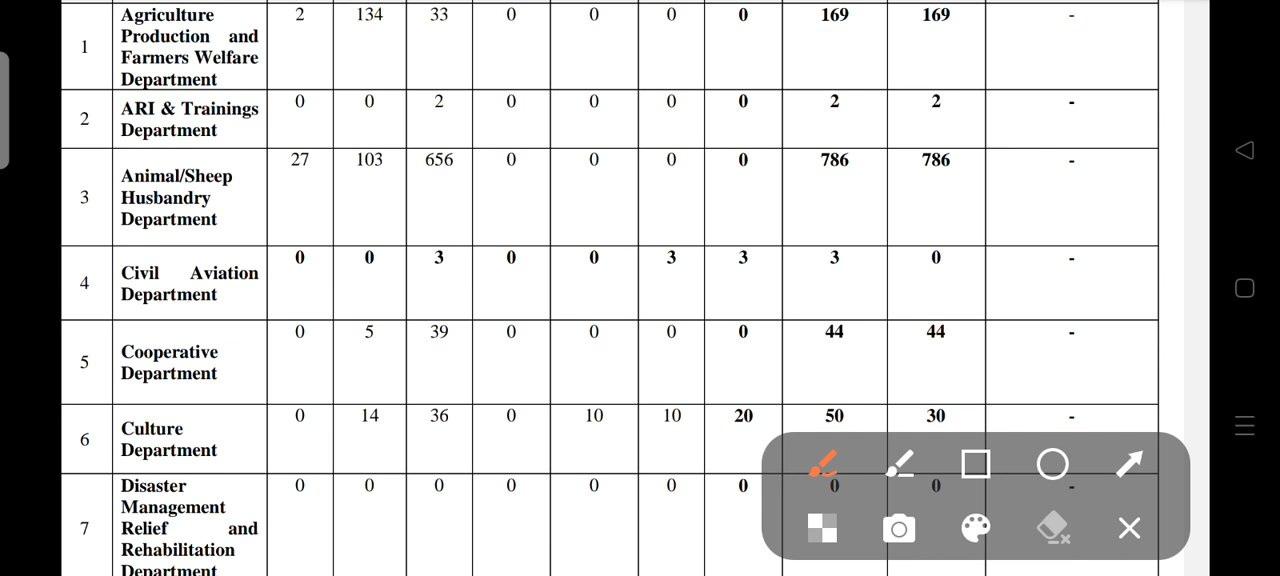 Agriculture 2 134 33 0 0 0 0 169 169 -
Production and
1
Farmers Welfare
Department
0 0 2 0 0 0 0 2 2 -
ARI & Trainings
2
Department
27 103 656 0 0 0 0 786 786 -
Animal/Sheep
3 Husbandry
Department
0 0 3 0 0 3 3 3 0 -
Civil Aviation
4
Department
0 5 39 0 0 0 0 44 44 -
Cooperative
5
Department
0 14 36 0 10 10 20 50 30 -
Culture
6
Department
Disaster 0 0 0 0 0 0 0 0 0 -
Management
7 Relief and
Rehabilitation
Department